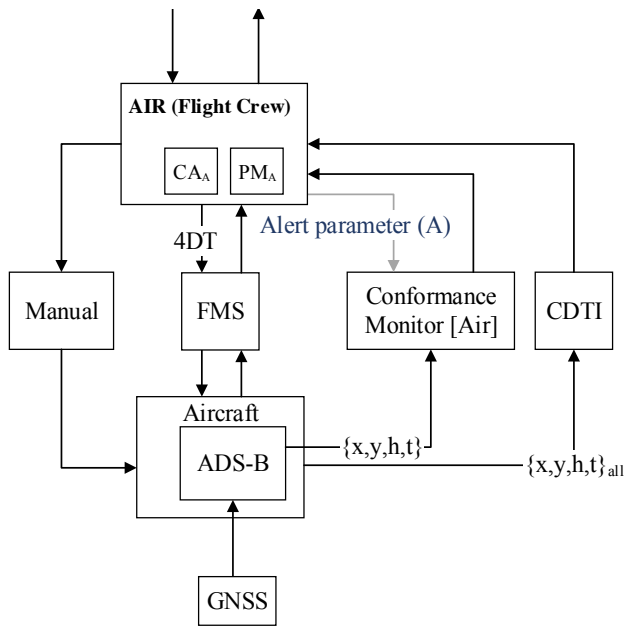 AIR (Flight Crew)
CAA
PMA
Alert parameter (A)
4DT
Manual
FMS
Conformance
Monitor [Air]
CDTI
Aircraft
ADS-B
{x,y,h,t}
{x,y,h,t}all
GNSS